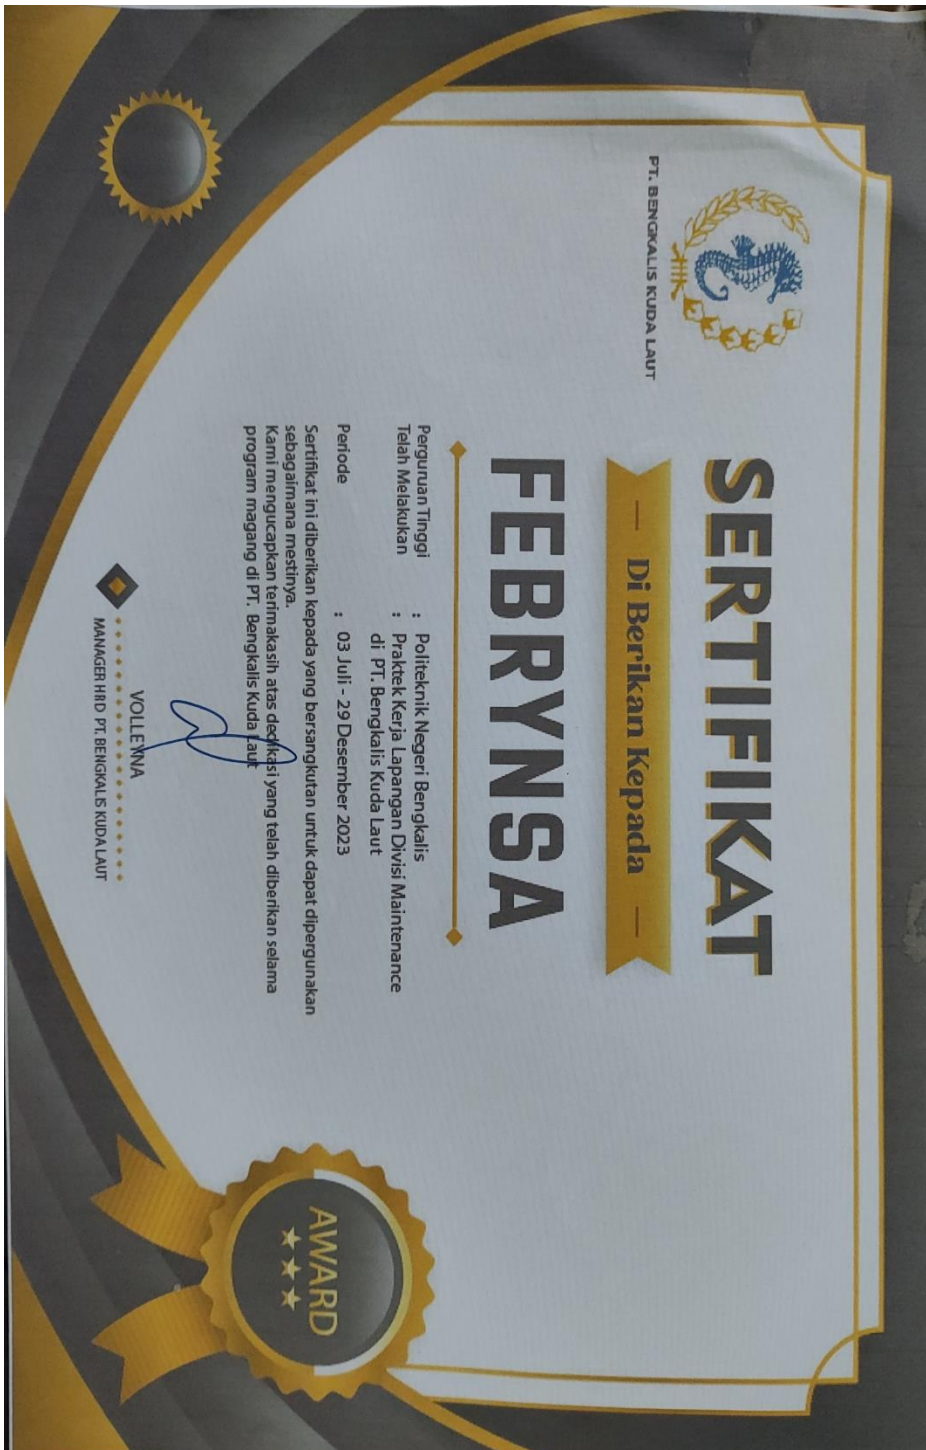 PT. BENGKALIS KUDA LAUT
SERTIFIKAT
Di Berikan Kepada
FEBRYNSA
Perguruan Tinggi : Politeknik Negeri Bengkalis
Telah Melakukan : Praktek Kerja Lapangan Divisi Maintenance
di PT. Bengkalis Kuda Laut
Periode : 03 Juli - 29 Desember 2023
Sertifikat ini diberikan kepada yang bersangkutan untuk dapat dipergunakan
sebagaimana mestinya.
Kami mengucapkan terimakasih atas dedikasi yang telah diberikan selama
program magang di PT. Bengkalis Kuda Laut
VOLLEYNA
MANAGER HRD PT. BENGKALIS KUDA LAUT
AWARD